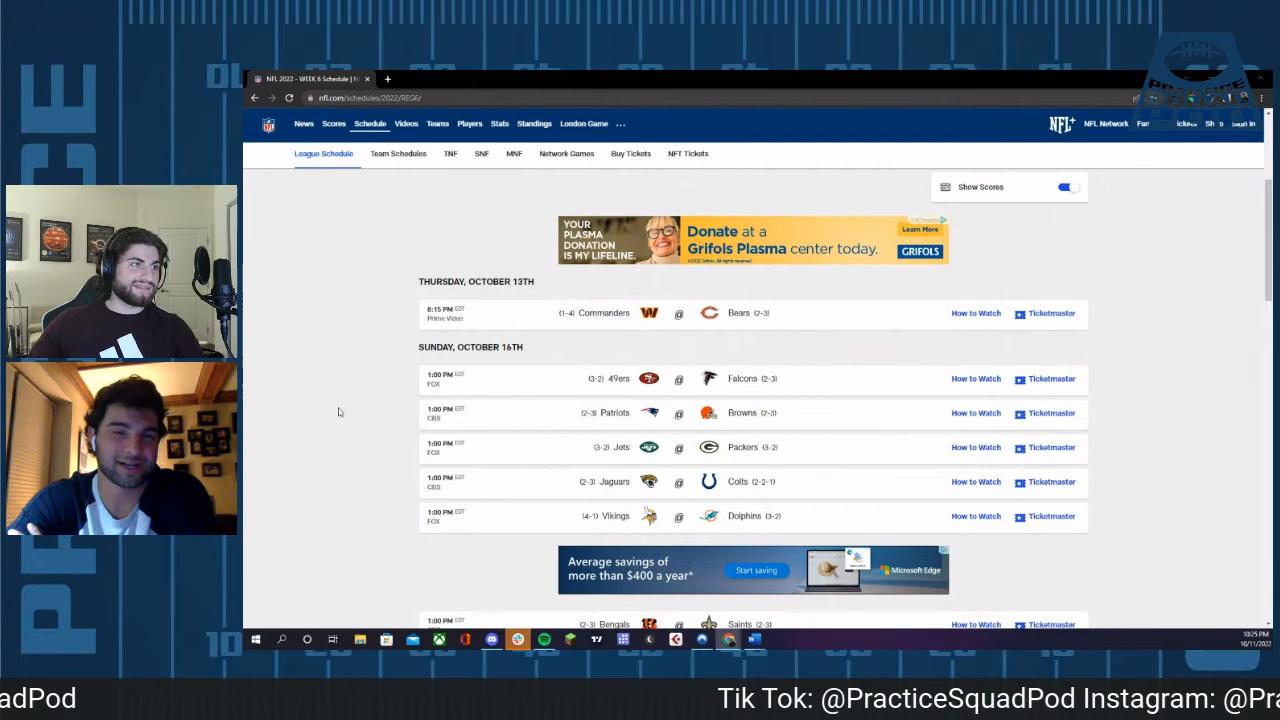 NFL 2022 - WEEK 6 Schedule | N
nfl.com/schedules/2022/REG6/
News Scores Schedule Videos Teams Players Stats Standings London Game ... NFL+ NFL Network
League Schedule Team Schedules TNF SNF MNF Network Games Buy Tickets NFT Tickets
Show Scores
YOUR PLASMA DONATION IS MY LIFELINE.
Donate at a Grifols Plasma center today.
Learn More
GRIFOLS
THURSDAY, OCTOBER 13TH
8:15 PM EDT Prime Video (1-4) Commanders @ Bears (2-3) How to Watch Ticketmaster
SUNDAY, OCTOBER 16TH
1:00 PM EDT FOX (3-2) 49ers @ Falcons (2-3) How to Watch Ticketmaster
1:00 PM EDT CBS (2-3) Patriots @ Browns (2-3) How to Watch Ticketmaster
1:00 PM EDT FOX (3-2) Jets @ Packers (3-2) How to Watch Ticketmaster
1:00 PM EDT CBS (2-3) Jaguars @ Colts (2-2-1) How to Watch Ticketmaster
1:00 PM EDT FOX (4-1) Vikings @ Dolphins (3-2) How to Watch Ticketmaster
Average savings of more than $400 a year*
Start saving
Microsoft Edge
1:00 PM EDT (2-3) Bengals @ Saints (2-3) How to Watch Ticketmaster
10:25 PM
10/11/2022
adPod Tik Tok: @PracticeSquadPod Instagram: @Pra